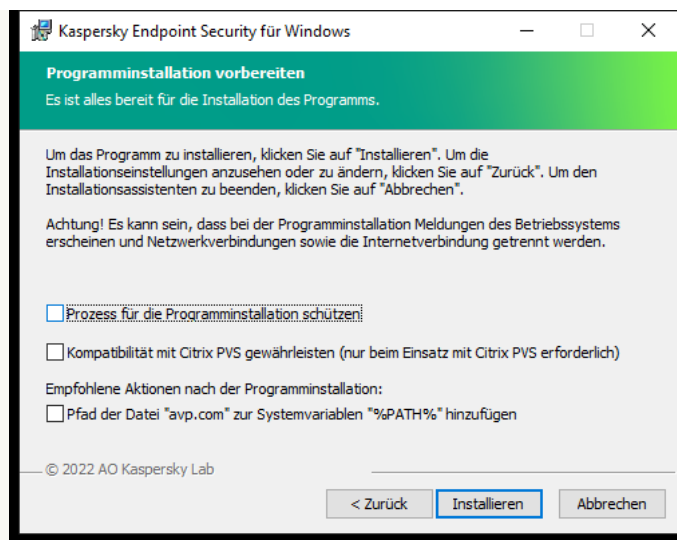 Kaspersky Endpoint Security für Windows
Programminstallation vorbereiten
Es ist alles bereit für die Installation des Programms.
Um das Programm zu installieren, klicken Sie auf "Installieren". Um die
Installationseinstellungen anzusehen oder zu ändern, klicken Sie auf "Zurück". Um den
Installationsassistenten zu beenden, klicken Sie auf "Abbrechen".
Achtung! Es kann sein, dass bei der Programminstallation Meldungen des Betriebssystems
erscheinen und Netzwerkverbindungen sowie die Internetverbindung getrennt werden.
Prozess für die Programminstallation schützen
Kompatibilität mit Citrix PVS gewährleisten (nur beim Einsatz mit Citrix PVS erforderlich)
Empfohlene Aktionen nach der Programminstallation:
Pfad der Datei "avp.com" zur Systemvariablen "%PATH%" hinzufügen
© 2022 AO Kaspersky Lab
< Zurück Installieren Abbrechen